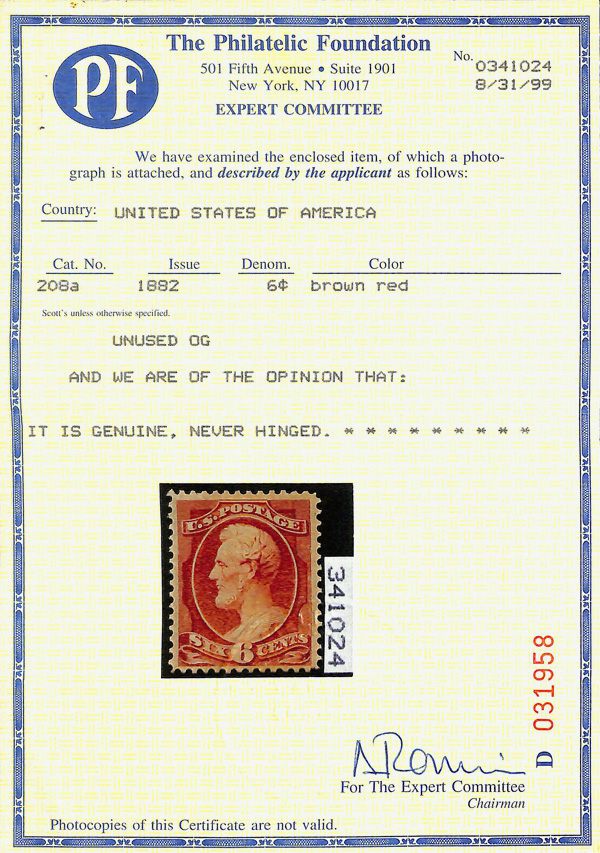 PF
The Philatelic Foundation
501 Fifth Avenue • Suite 1901
New York, NY 10017
EXPERT COMMITTEE
No. 0341024
8/31/99
We have examined the enclosed item, of which a photo-
graph is attached, and described by the applicant as follows:
Country: UNITED STATES OF AMERICA
Cat. No. Issue Denom. Color
208a 1882 6¢ brown red
Scott's unless otherwise specified.
UNUSED OG
AND WE ARE OF THE OPINION THAT:
IT IS GENUINE, NEVER HINGED. * * * * * * * * *
U.S. POSTAGE
SIX 6 CENTS
341024
D 031958
For The Expert Committee
Chairman
Photocopies of this Certificate are not valid.